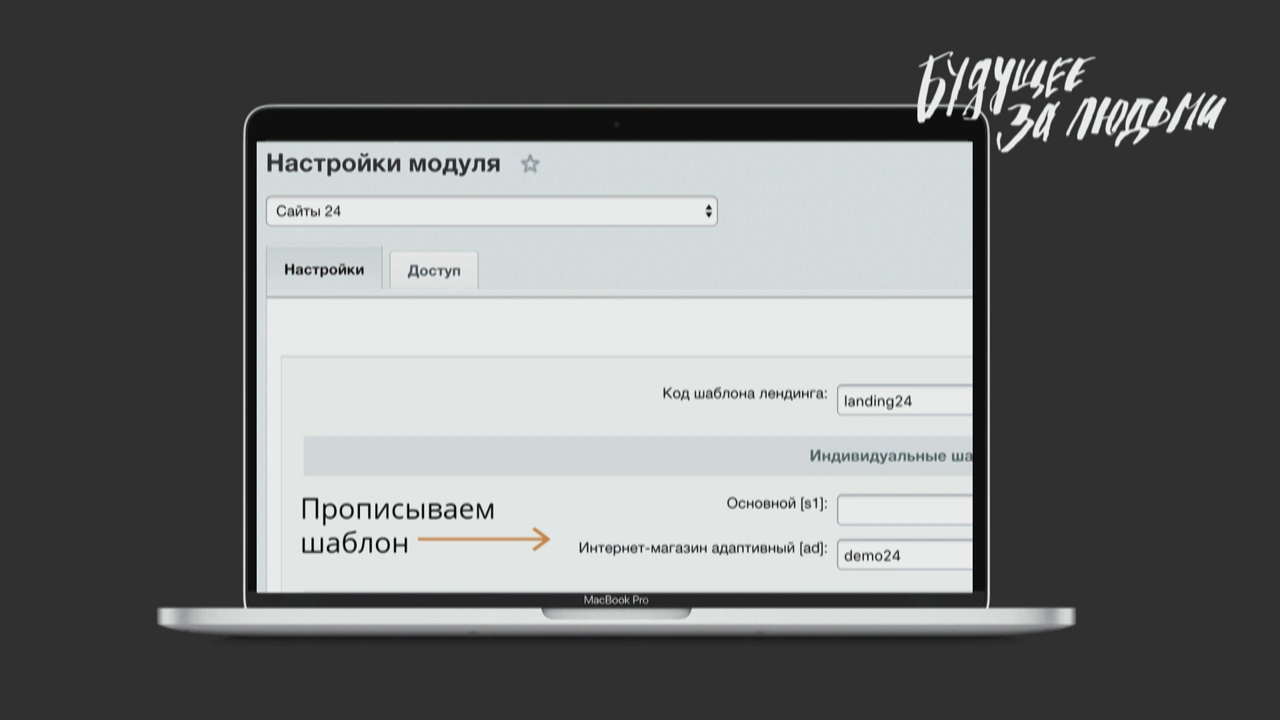 Будущее
за людьми
Настройки модуля
Сайты 24
Настройки
Доступ
Код шаблона лендинга:
landing24
Индивидуальные ша
Основной [s1]:
Прописываем
шаблон
Интернет-магазин адаптивный [ad]:
demo24
MacBook Pro